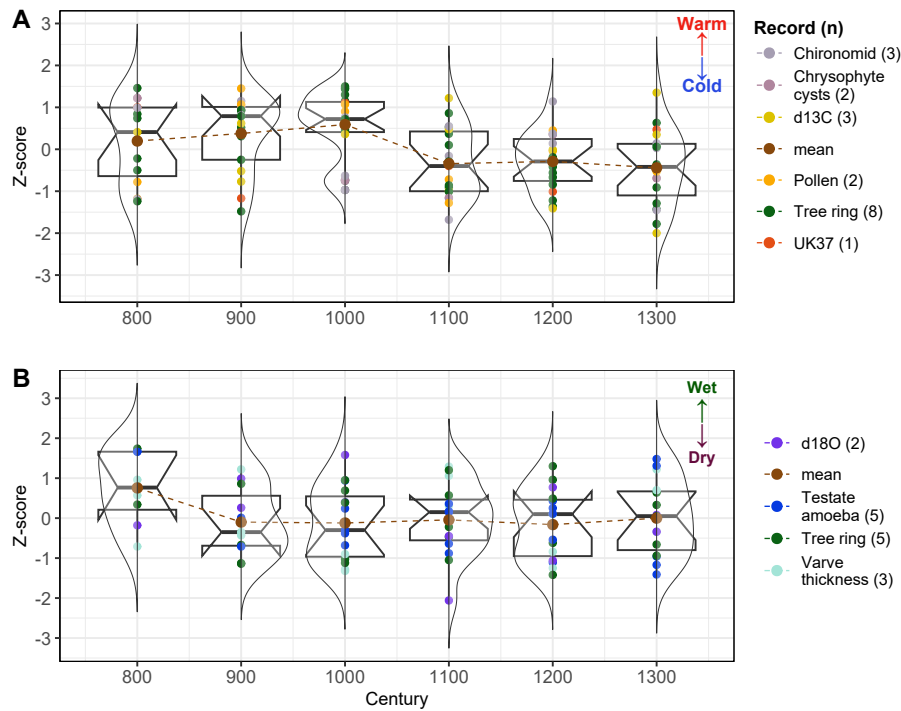 A
Z-score
3
2
1
0
-1
-2
-3
800
900
1000
1100
1200
1300
Warm
Cold
Record (n)
Chironomid (3)
Chrysophyte
cysts (2)
d13C (3)
mean
Pollen (2)
Tree ring (8)
UK37 (1)
B
Z-score
3
2
1
0
-1
-2
-3
800
900
1000
1100
1200
1300
Century
Wet
Dry
d18O (2)
mean
Testate
amoeba (5)
Tree ring (5)
Varve
thickness (3)